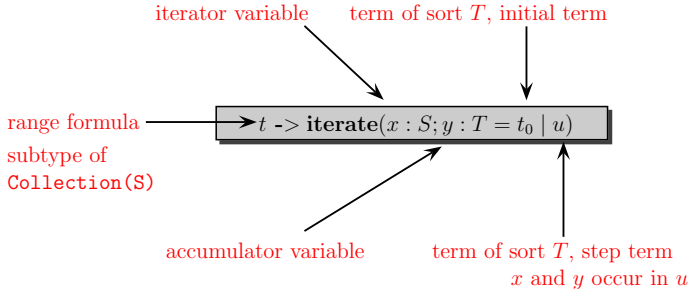 iterator variable
term of sort T, initial term
t -> iterate(x : S; y : T = t₀ | u)
range formula
subtype of
Collection(S)
accumulator variable
term of sort T, step term
x and y occur in u